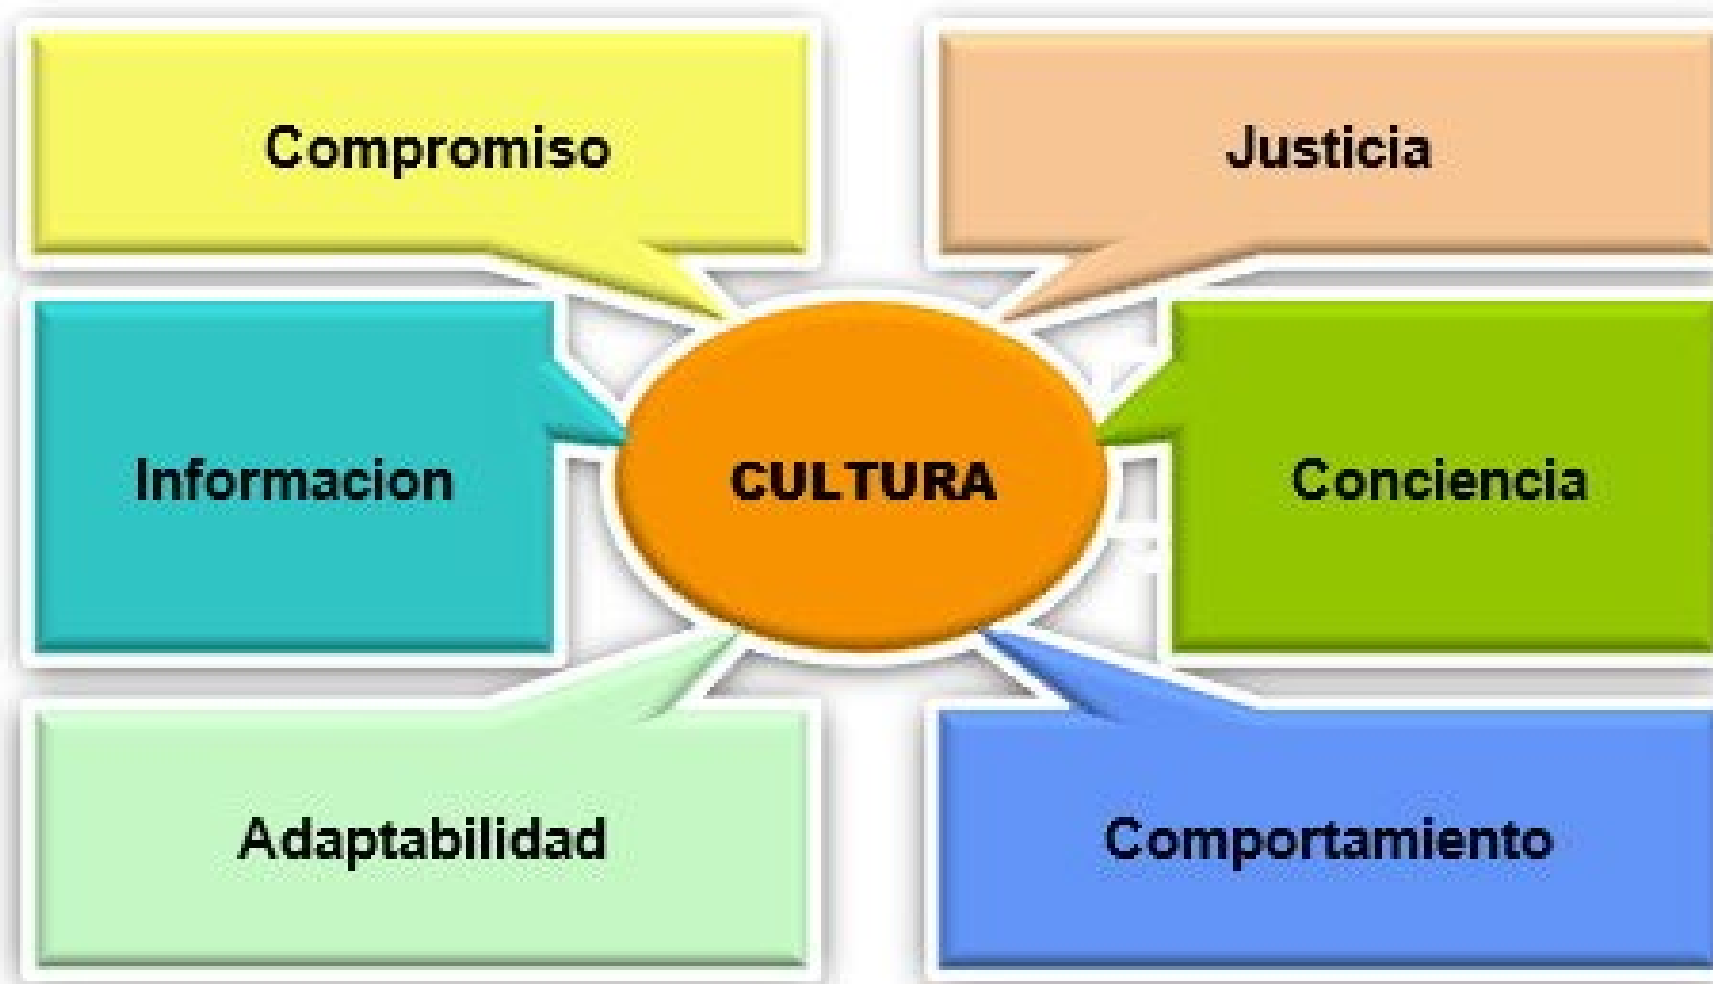 Compromiso
Justicia
Informacion
CULTURA
Conciencia
Adaptabilidad
Comportamiento